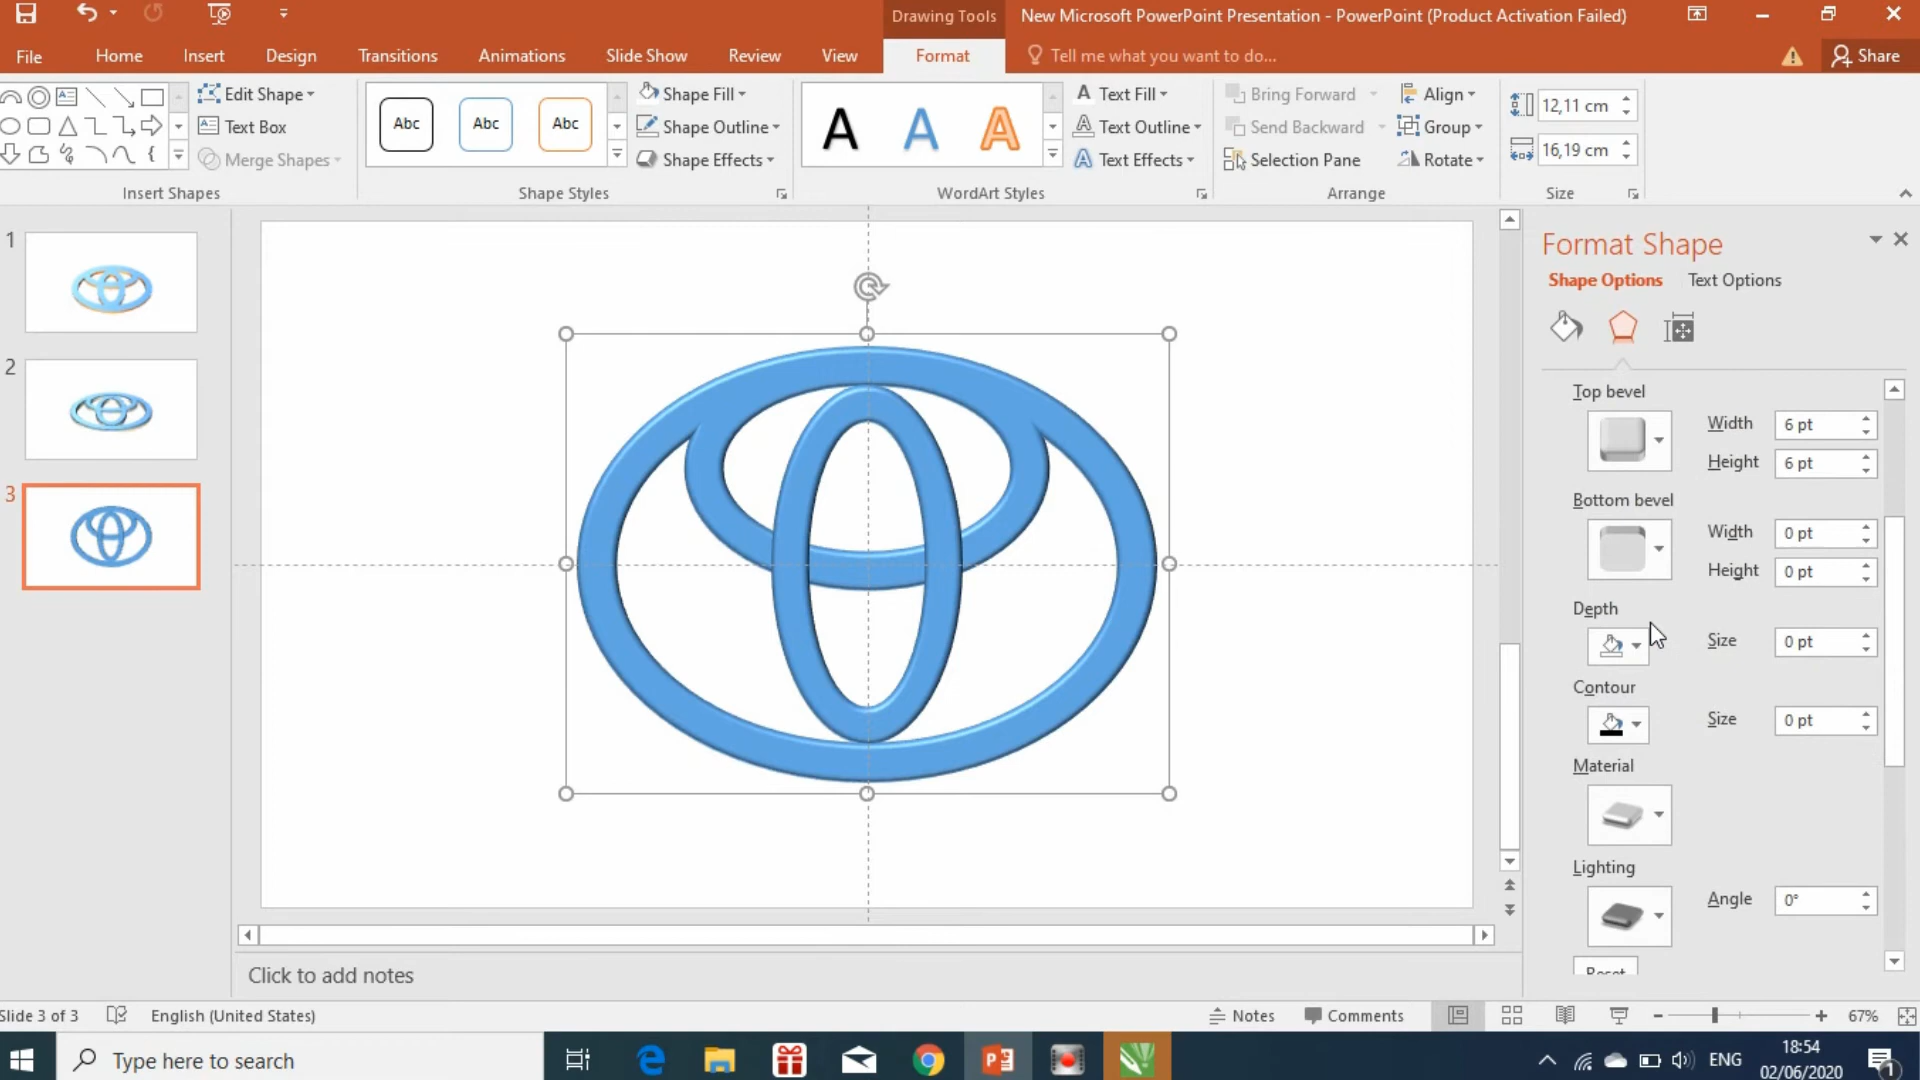 Drawing Tools
New Microsoft PowerPoint Presentation - PowerPoint (Product Activation Failed)
File
Home
Insert
Design
Transitions
Animations
Slide Show
Review
View
Format
Tell me what you want to do...
Share
Edit Shape
Text Box
Merge Shapes
Insert Shapes
Abc
Abc
Abc
Shape Fill
Shape Outline
Shape Effects
Shape Styles
A
A
A
Text Fill
Text Outline
Text Effects
WordArt Styles
Bring Forward
Send Backward
Selection Pane
Align
Group
Rotate
Arrange
12,11 cm
16,19 cm
Size
1
2
3
Format Shape
Shape Options
Text Options
Top bevel
Width
6 pt
Height
6 pt
Bottom bevel
Width
0 pt
Height
0 pt
Depth
Size
0 pt
Contour
Size
0 pt
Material
Lighting
Angle
0°
Reset
Click to add notes
Slide 3 of 3
English (United States)
Notes
Comments
67%
Type here to search
ENG
18:54
02/06/2020
1